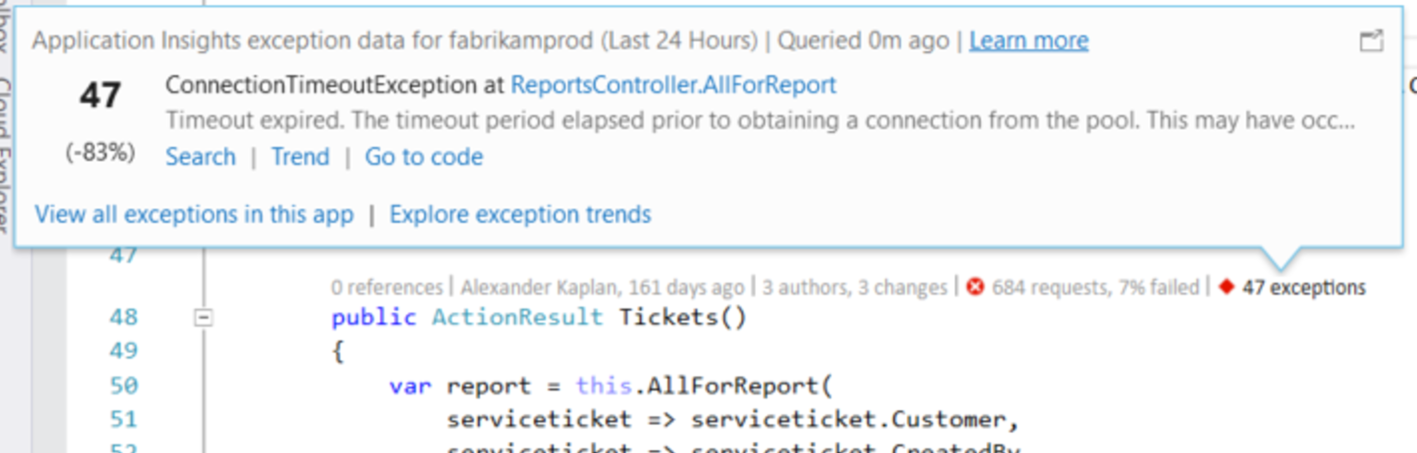 Application Insights exception data for fabrikamprod (Last 24 Hours) | Queried 0m ago | Learn more
47 ConnectionTimeoutException at ReportsController.AllForReport
Timeout expired. The timeout period elapsed prior to obtaining a connection from the pool. This may have occ...
(-83%) Search | Trend | Go to code
View all exceptions in this app | Explore exception trends
47
0 references | Alexander Kaplan, 161 days ago | 3 authors, 3 changes | 684 requests, 7% failed | 47 exceptions
48 public ActionResult Tickets()
49 {
50 var report = this.AllForReport(
51 serviceticket => serviceticket.Customer,
52 serviceticket => serviceticket.CreatedBy
Cloud Explorer